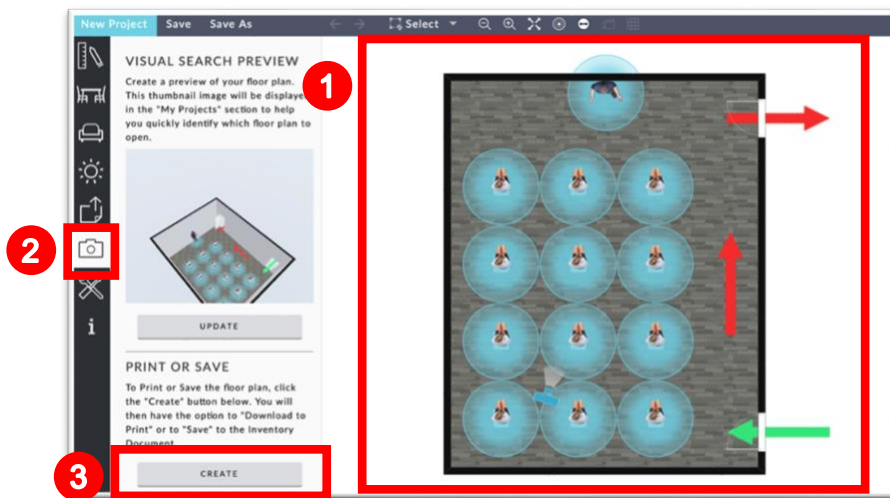 New Project Save Save As Select
1
VISUAL SEARCH PREVIEW
Create a preview of your floor plan.
This thumbnail image will be displayed
in the "My Projects" section to help
you quickly identify which floor plan to
open.
2
UPDATE
i
PRINT OR SAVE
To Print or Save the floor plan, click
the "Create" button below. You will
then have the option to "Download to
Print" or to "Save" to the Inventory
Document
3
CREATE